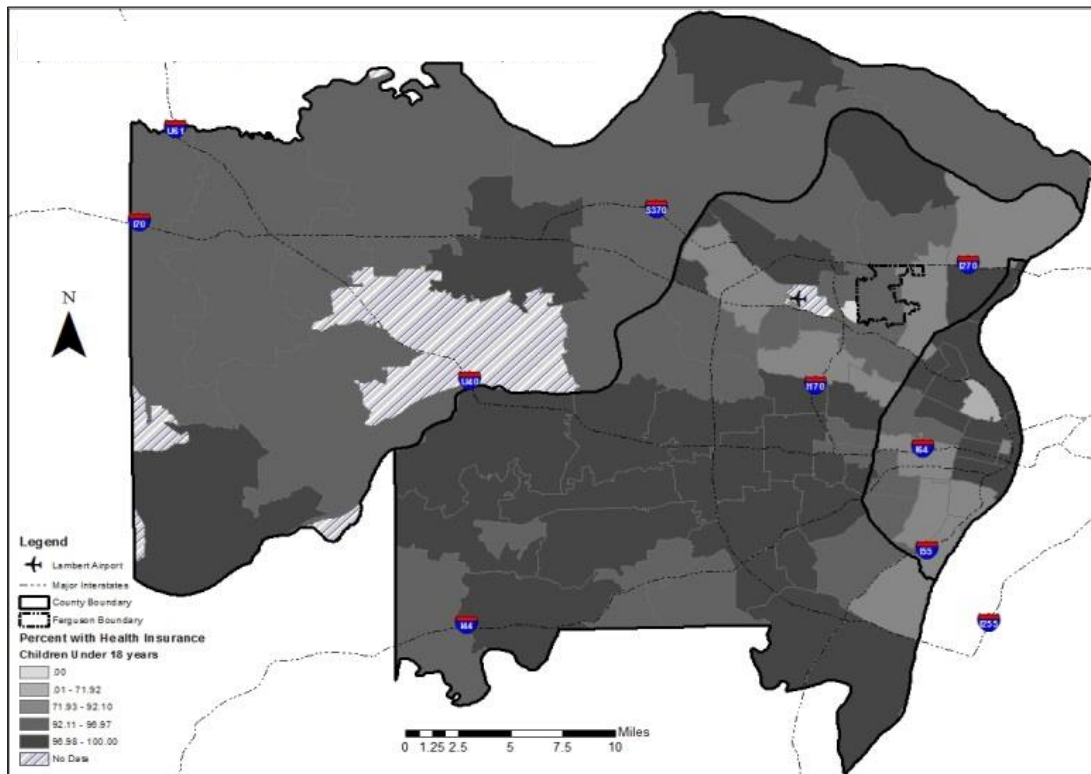 U61
I70
S370
I270
N
U40
I170
I64
I55
I44
I255
Legend
Lambert Airport
Major Interstates
County Boundary
Ferguson Boundary
Percent with Health Insurance
Children Under 18 years
.00
.01 - 71.92
71.93 - 92.10
92.11 - 96.97
96.98 - 100.00
No Data
Miles
0 1.25 2.5 5 7.5 10